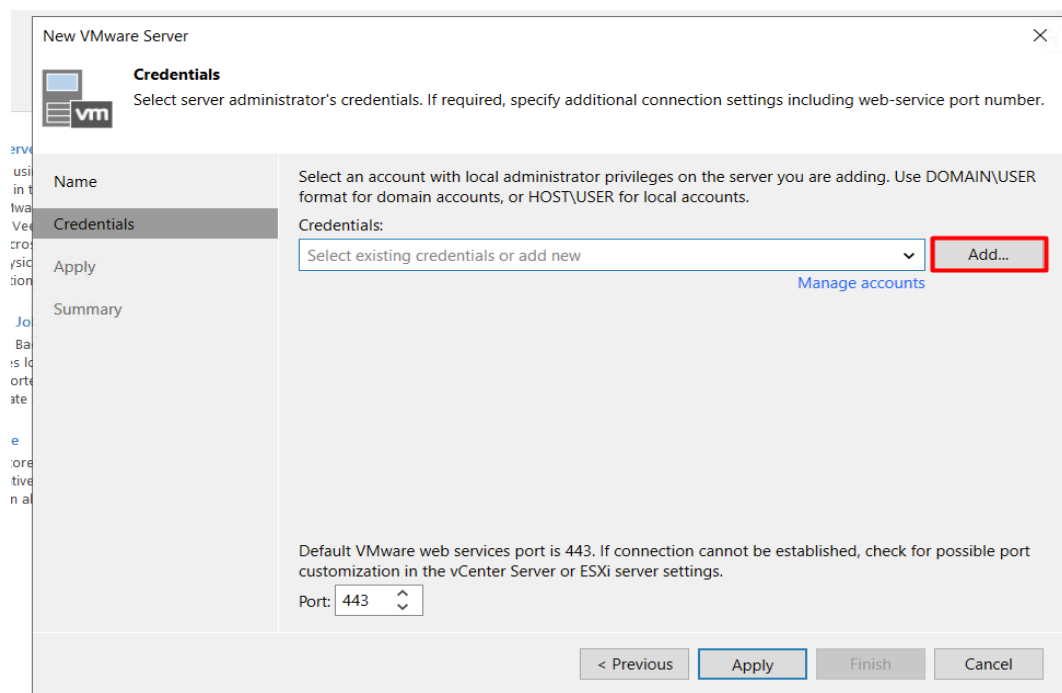 New VMware Server
Credentials
Select server administrator's credentials. If required, specify additional connection settings including web-service port number.
vm
Name
Credentials
Apply
Summary
Select an account with local administrator privileges on the server you are adding. Use DOMAIN\USER
format for domain accounts, or HOST\USER for local accounts.
Credentials:
Select existing credentials or add new
Add...
Manage accounts
Default VMware web services port is 443. If connection cannot be established, check for possible port
customization in the vCenter Server or ESXi server settings.
Port: 443
< Previous
Apply
Finish
Cancel